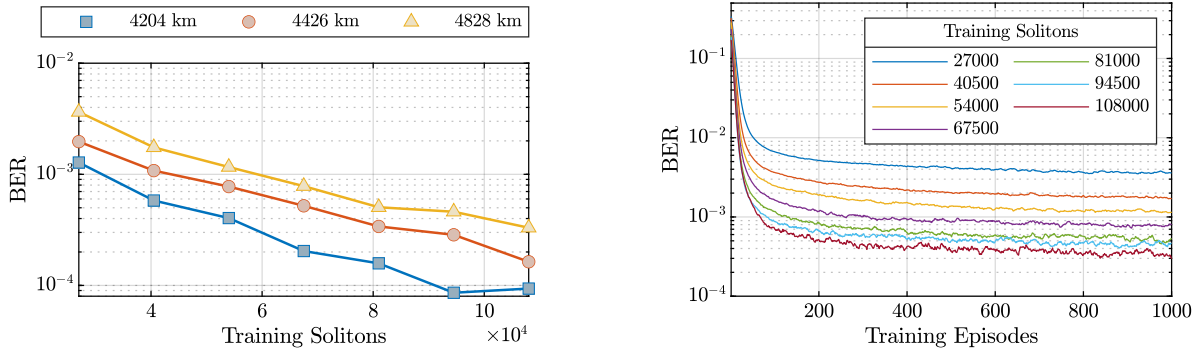 4204 km 4426 km 4828 km
10⁻²
10⁻³
10⁻⁴
BER
4 6 8 10
×10⁴
Training Solitons
10⁻¹
10⁻²
10⁻³
10⁻⁴
BER
Training Solitons
27000 81000
40500 94500
54000 108000
67500
200 400 600 800 1000
Training Episodes